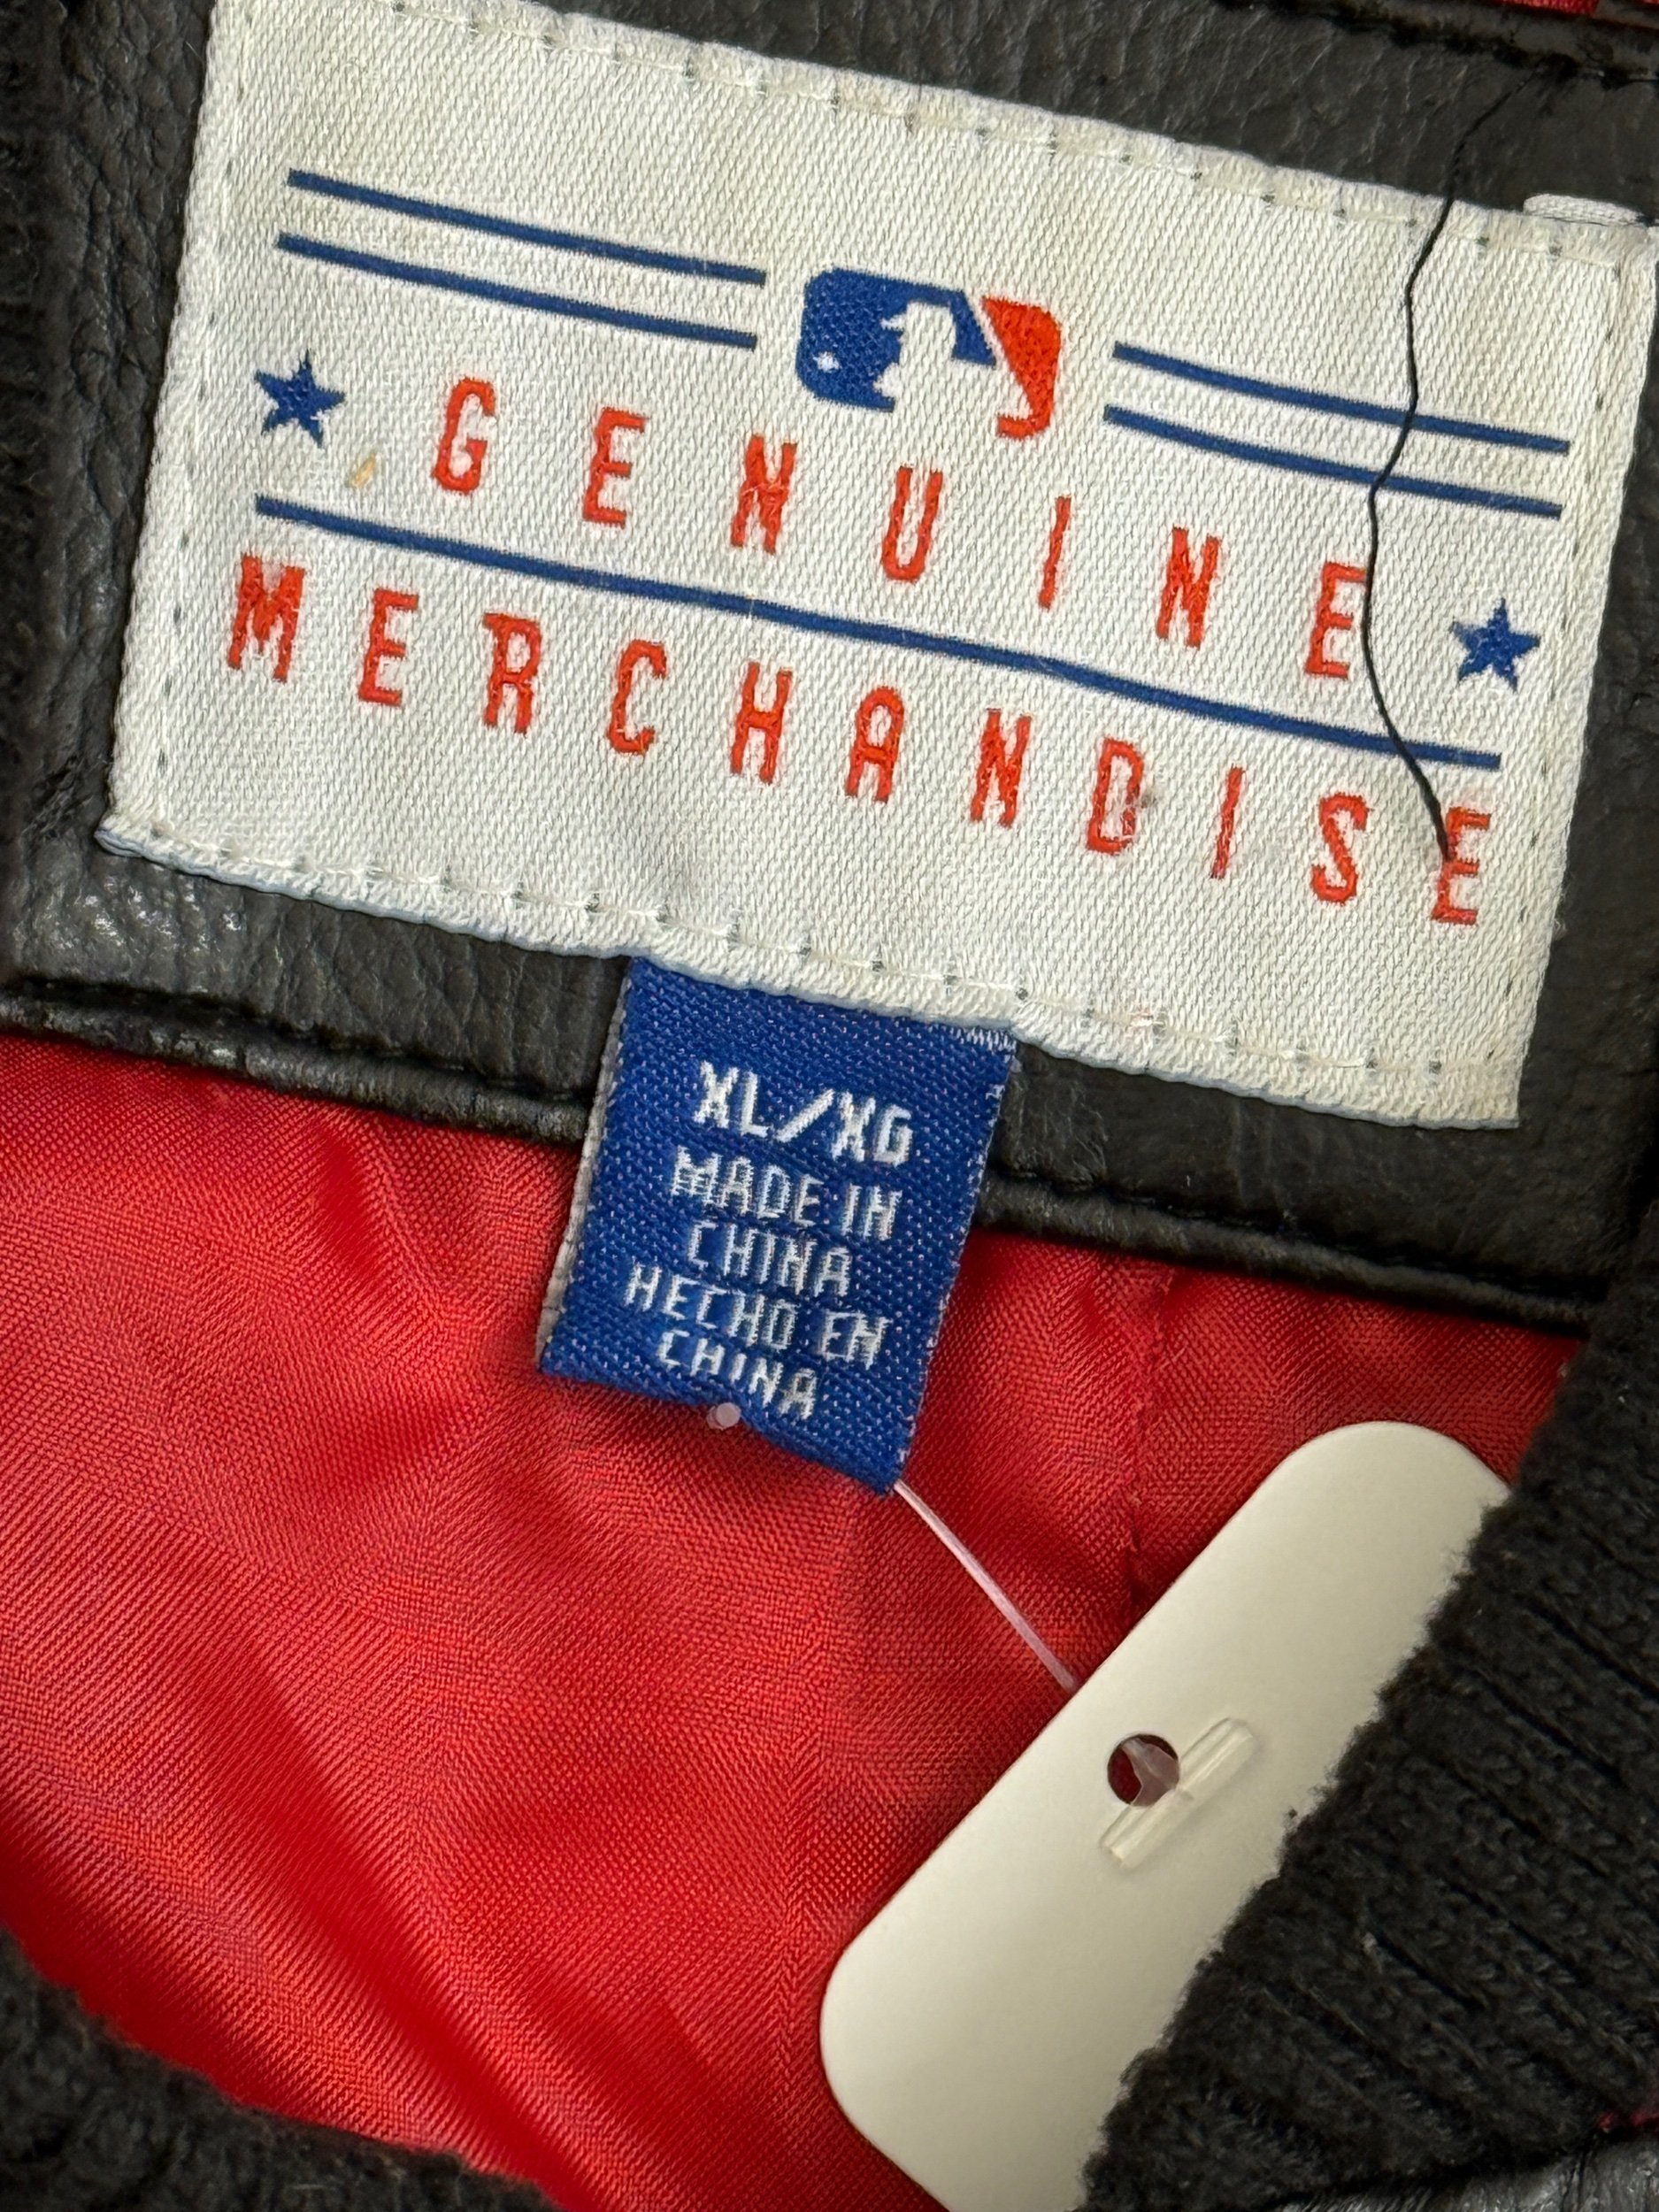 GENUINE
MERCHANDISE
XL/XG
MADE IN
CHINA
HECHO EN
CHINA